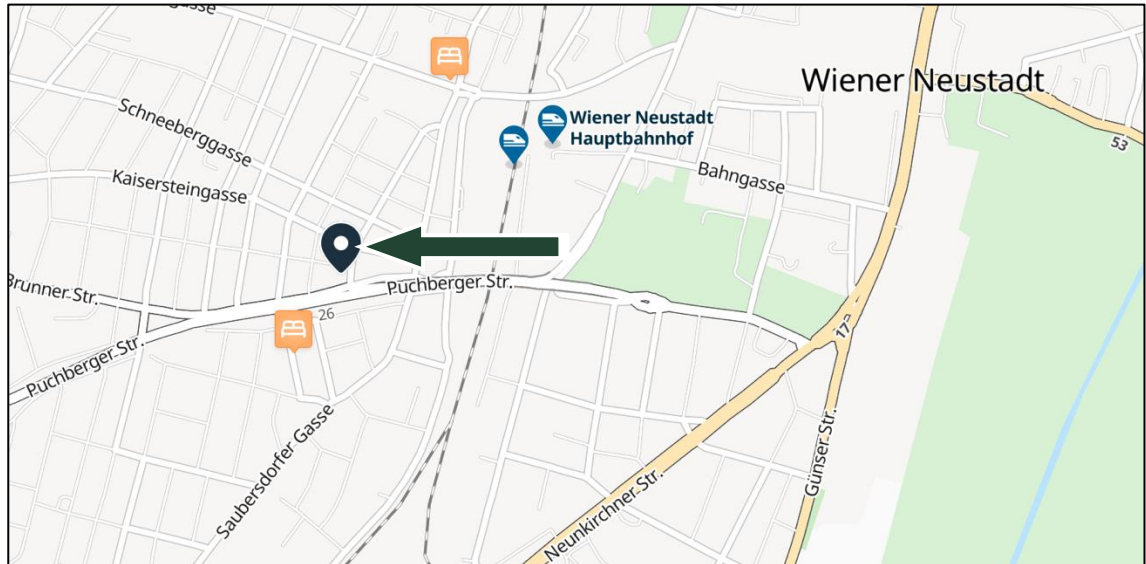 gasse
Wiener Neustadt
Wiener Neustadt
Hauptbahnhof
53
Schneeberggasse
Bahngasse
Kaisersteingasse
Brunner Str.
Puchberger Str.
26
17
Puchberger Str.
Saubersdorfer Gasse
Günser Str.
Neunkirchner Str.